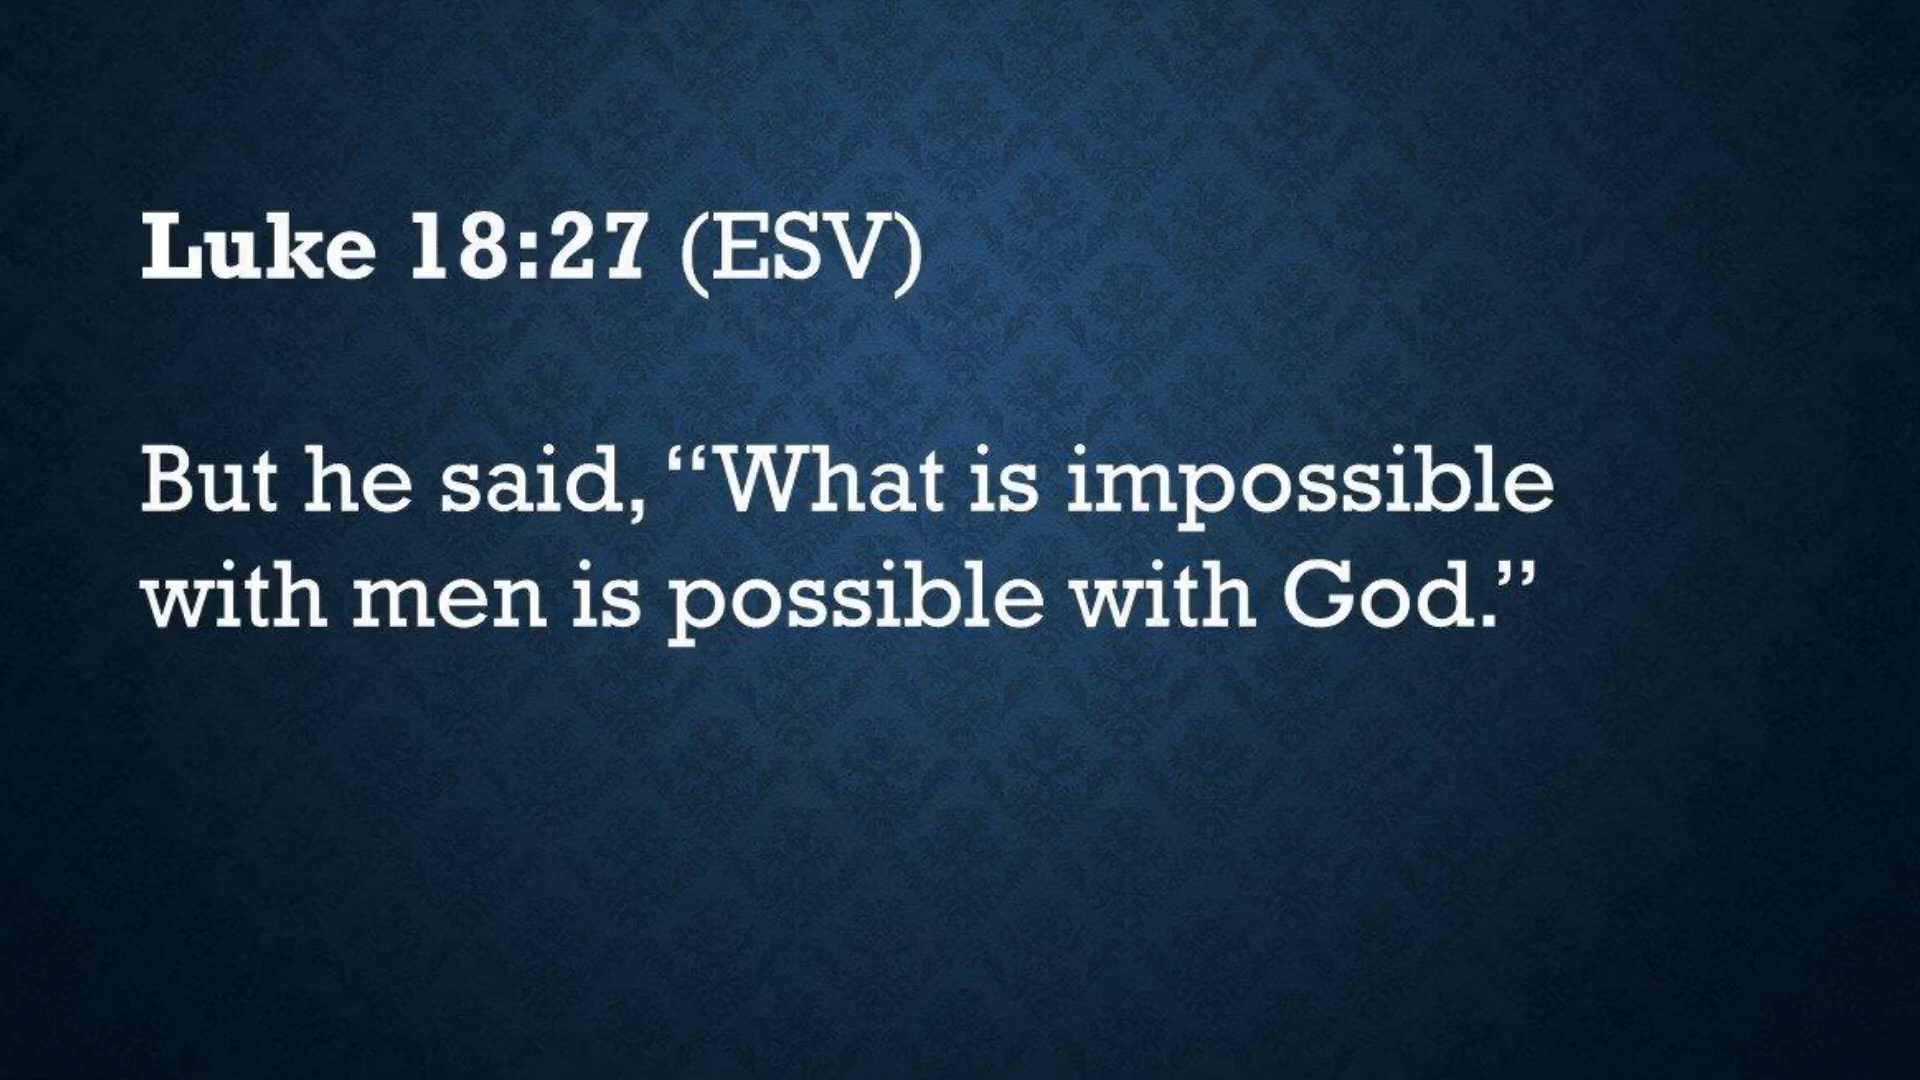 Luke 18:27 (ESV)
But he said, “What is impossible
with men is possible with God.”